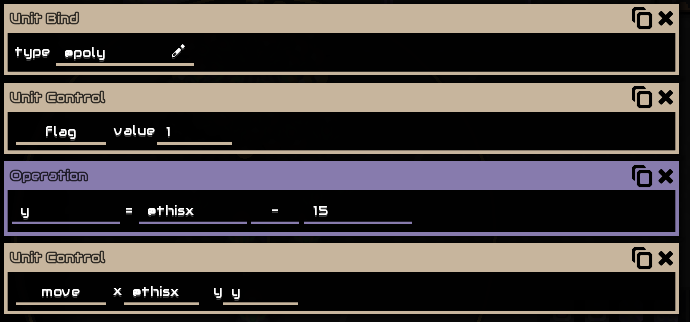 Unit Bind
type @poly
Unit Control
flag value 1
Operation
y = @thisx - 15
Unit Control
move x @thisx y y